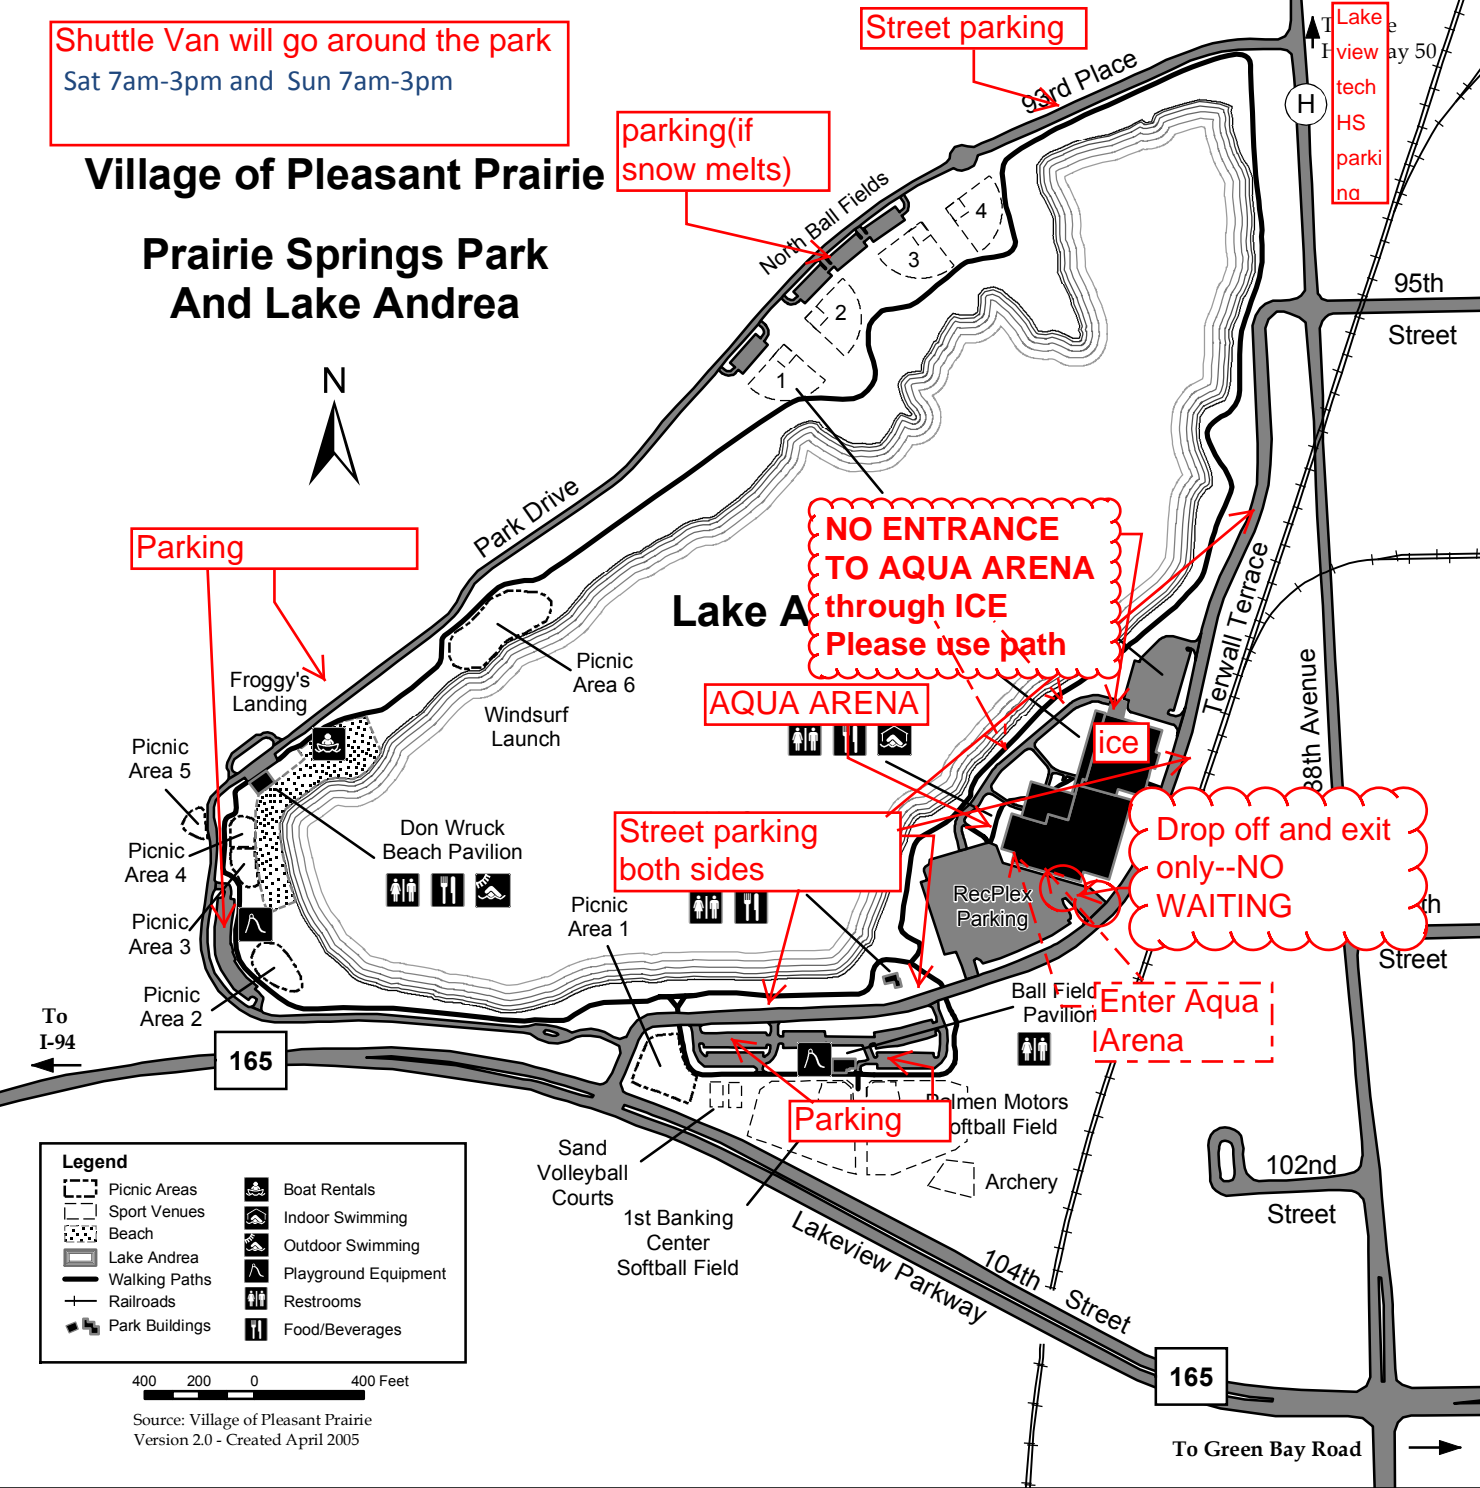 Shuttle Van will go around the park
Sat 7am-3pm and  Sun 7am-3pm
Village of Pleasant Prairie
Prairie Springs Park
And Lake Andrea
N
Street parking
parking(if
snow melts)
93rd Place
North Ball Fields
4
3
2
1
H
Lake
view
tech
HS
parki
ng
ay 50
95th
Street
Park Drive
Parking
NO ENTRANCE
TO AQUA ARENA
through ICE
Please use path
Lake A
AQUA ARENA
ice
Terwall Terrace
88th Avenue
Picnic
Area 6
Windsurf
Launch
Froggy's
Landing
Picnic
Area 5
Picnic
Area 4
Picnic
Area 3
Picnic
Area 2
Don Wruck
Beach Pavilion
Street parking
both sides
Picnic
Area 1
RecPlex
Parking
Drop off and exit
only--NO
WAITING
th
Street
Enter Aqua
Arena
Ball Field
Pavilion
To
I-94
165
Parking
Palmen Motors
oftball Field
Archery
Sand
Volleyball
Courts
1st Banking
Center
Softball Field
Lakeview Parkway
104th Street
102nd
Street
165
To Green Bay Road
Legend
Picnic Areas
Sport Venues
Beach
Lake Andrea
Walking Paths
Railroads
Park Buildings
Boat Rentals
Indoor Swimming
Outdoor Swimming
Playground Equipment
Restrooms
Food/Beverages
400 200 0 400 Feet
Source: Village of Pleasant Prairie
Version 2.0 - Created April 2005